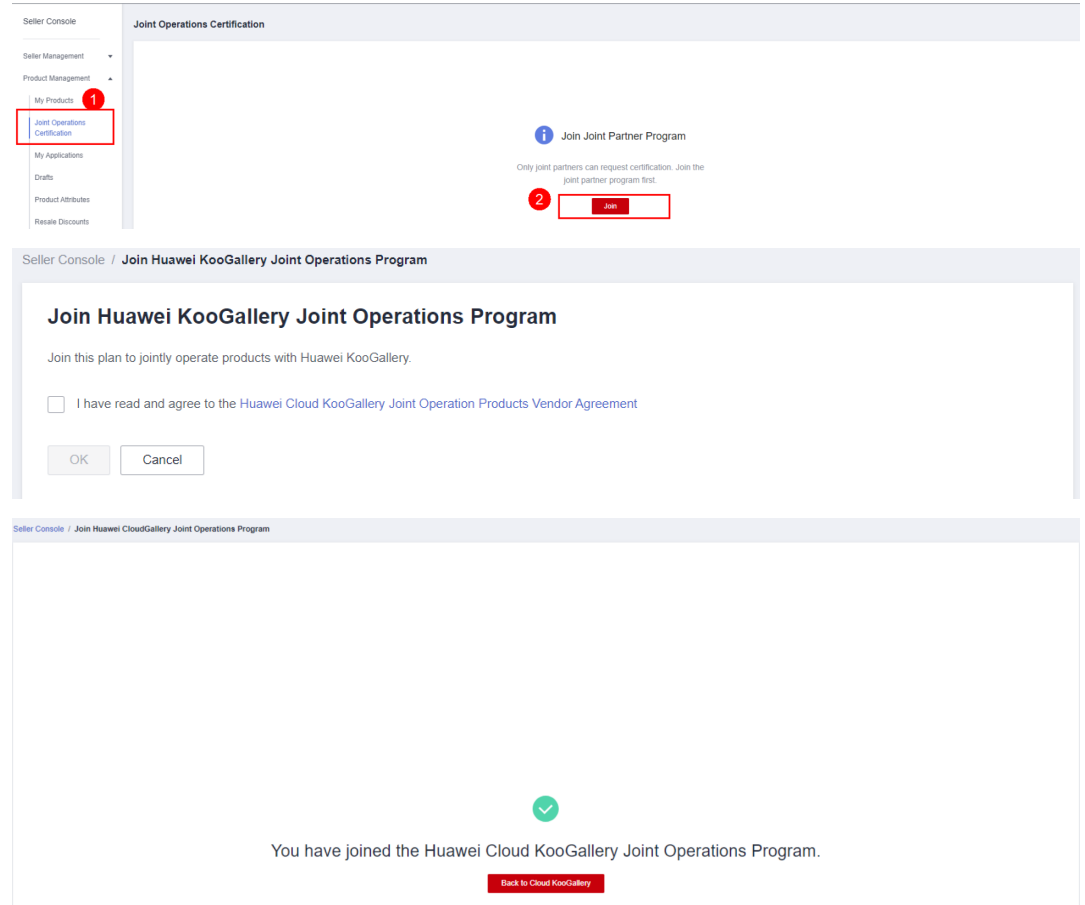 Seller Console
Joint Operations Certification
Seller Management
Product Management
My Products
1
Joint Operations
Certification
My Applications
Drafts
Product Attributes
Resale Discounts
Join Joint Partner Program
Only joint partners can request certification. Join the
joint partner program first.
2
Join
Seller Console / Join Huawei KooGallery Joint Operations Program
Join Huawei KooGallery Joint Operations Program
Join this plan to jointly operate products with Huawei KooGallery.
I have read and agree to the Huawei Cloud KooGallery Joint Operation Products Vendor Agreement
OK
Cancel
Seller Console / Join Huawei CloudGallery Joint Operations Program
You have joined the Huawei Cloud KooGallery Joint Operations Program.
Back to Cloud KooGallery